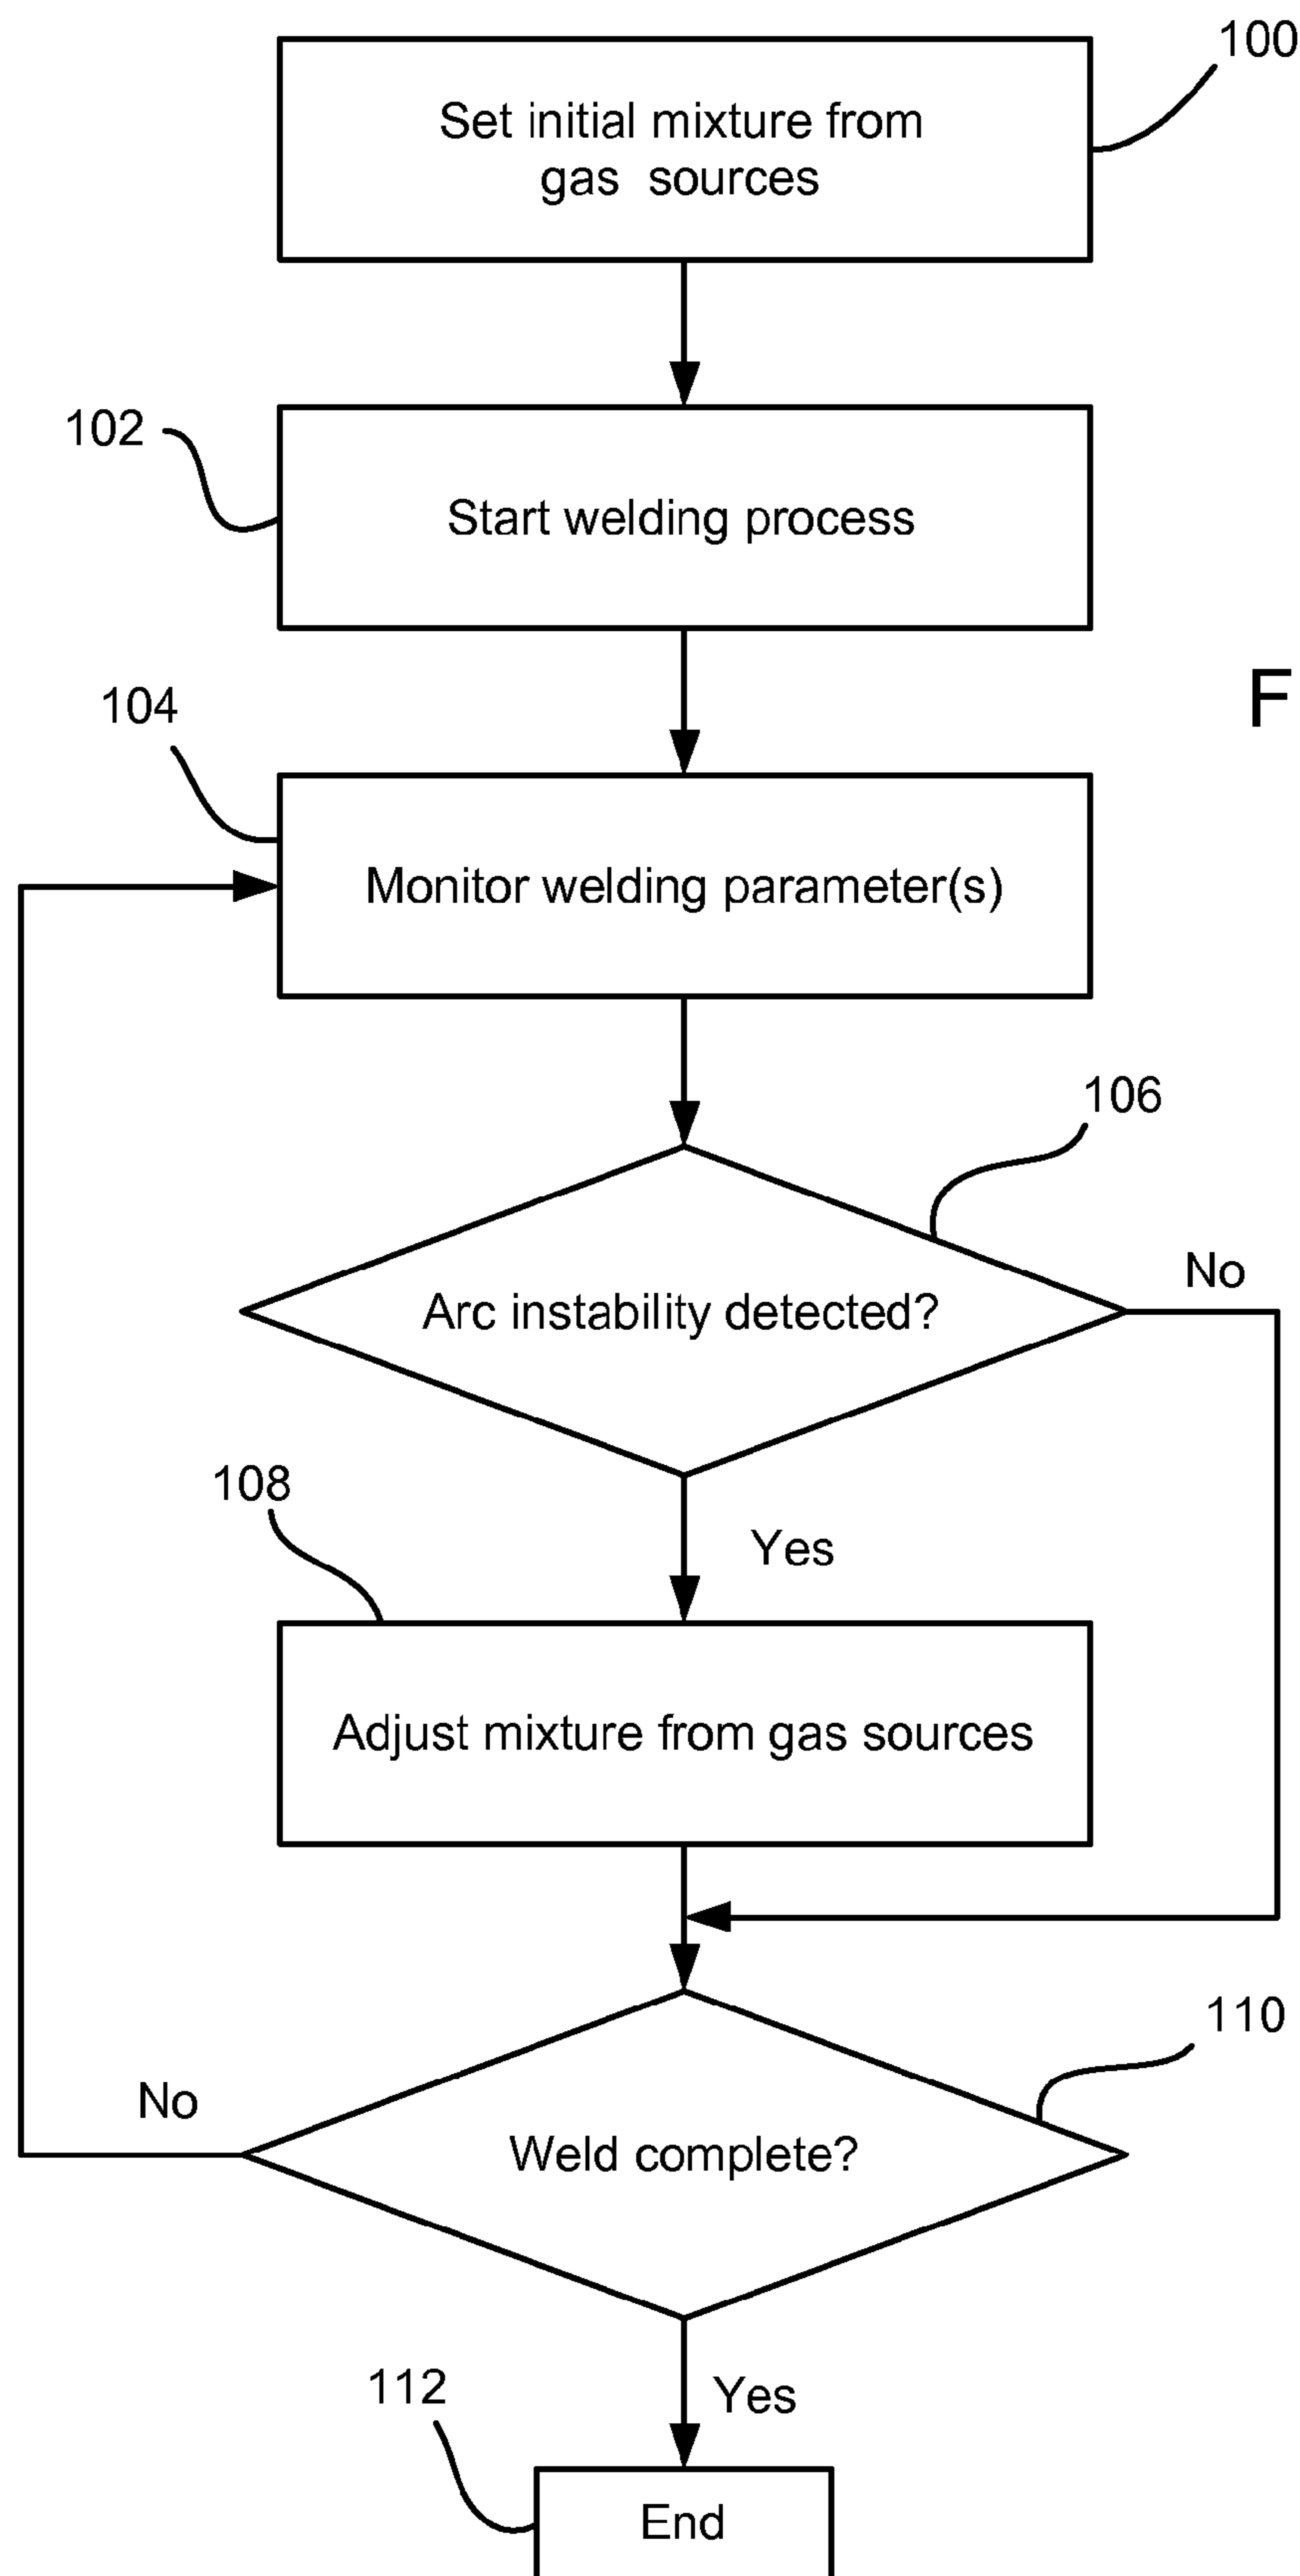 100
Set initial mixture from
gas sources
102
Start welding process
F
104
Monitor welding parameter(s)
106
Arc instability detected?
No
108
Yes
Adjust mixture from gas sources
110
No
Weld complete?
112
Yes
End